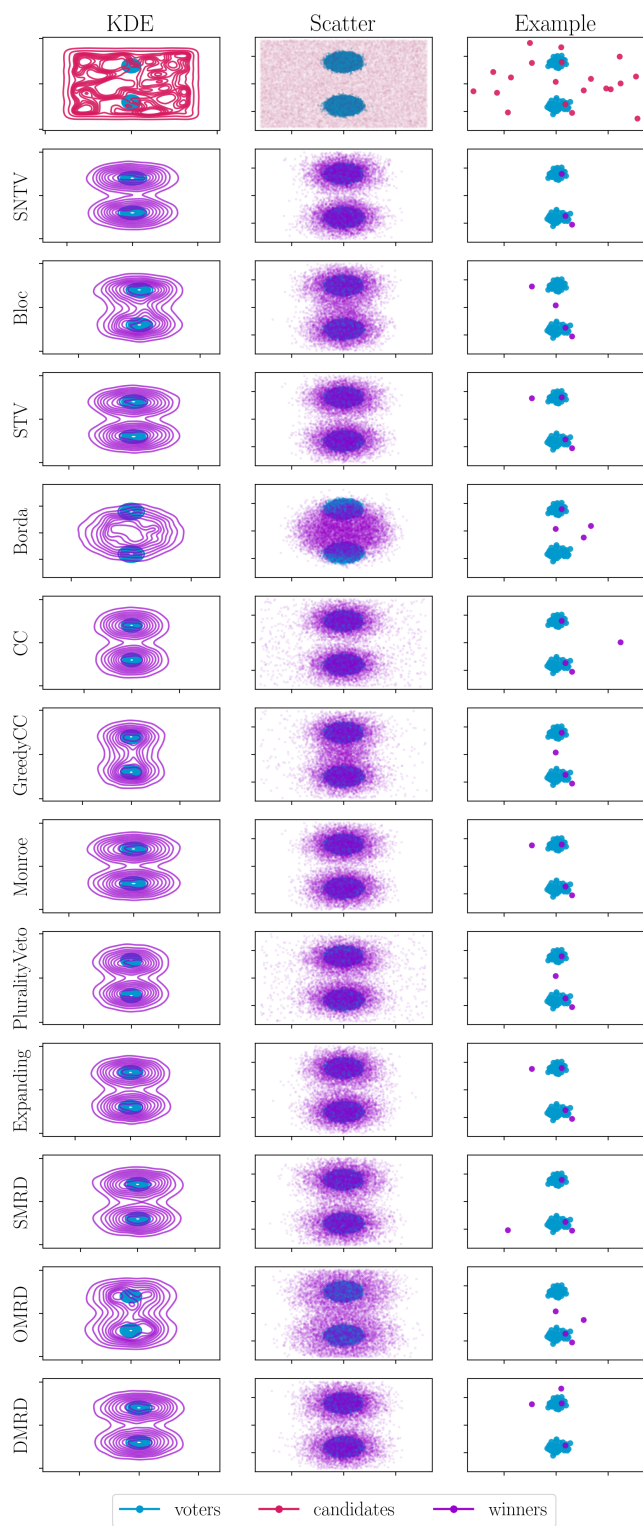 KDE Scatter Example
SNTV
Bloc
STV
Borda
CC
GreedyCC
Monroe
PluralityVeto
Expanding
SMRD
OMRD
DMRD
voters candidates winners